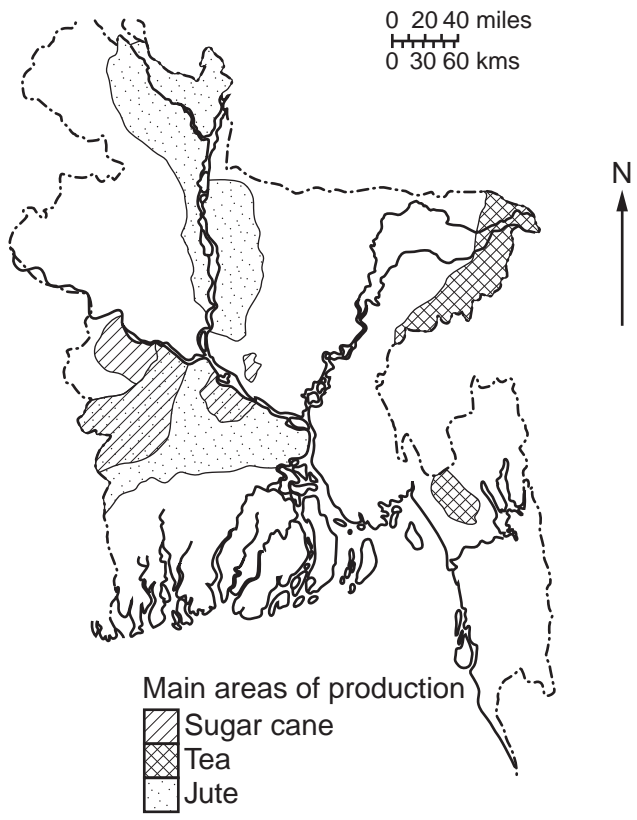 0 20 40 miles
0 30 60 kms
N
Main areas of production
Sugar cane
Tea
Jute